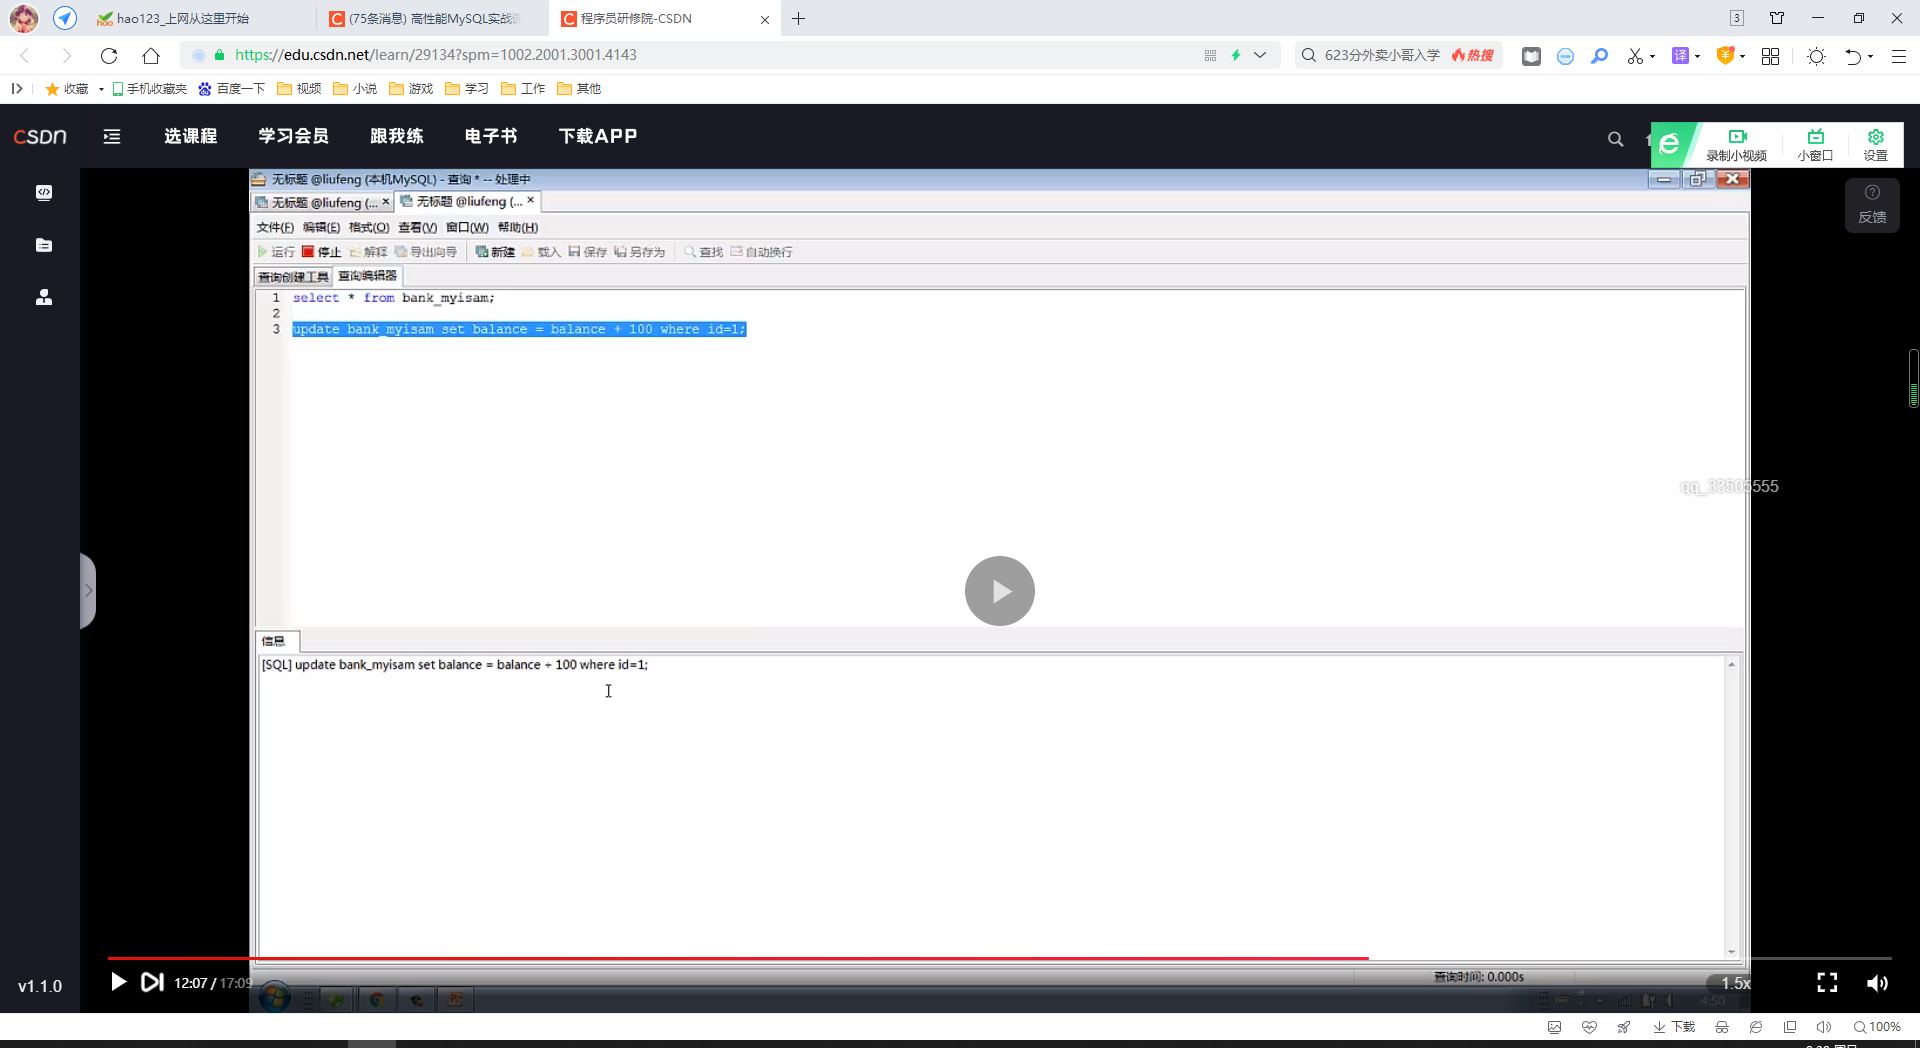 hao123_上网从这里开始
(75条消息) 高性能MySQL实战课
程序员研修院-CSDN
3
https://edu.csdn.net/learn/29134?spm=1002.2001.3001.4143
623分外卖小哥入学 热搜
译
收藏 手机收藏夹 百度一下 视频 小说 游戏 学习 工作 其他
CSDN 选课程 学习会员 跟我练 电子书 下载APP
录制小视频 小窗口 设置
反馈
无标题 @liufeng (本机MySQL) - 查询 * -- 处理中
无标题 @liufeng (... 无标题 @liufeng (...
文件(F) 编辑(E) 格式(O) 查看(V) 窗口(W) 帮助(H)
运行 停止 解释 导出向导 新建 载入 保存 另存为 查找 自动换行
查询创建工具 查询编辑器
1 select * from bank_myisam;
2
3 update bank_myisam set balance = balance + 100 where id=1;
qq_33505555
信息
[SQL] update bank_myisam set balance = balance + 100 where id=1;
查询时间: 0.000s
v1.1.0
12:07 / 17:09
1.5x
4:50
下载
100%